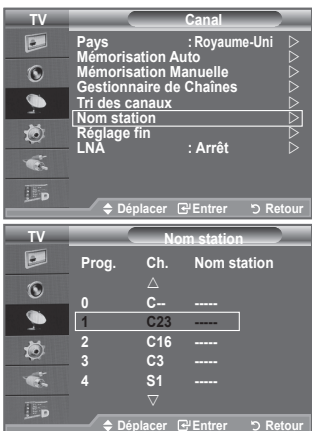 TV Canal
Pays : Royaume-Uni
Mémorisation Auto
Mémorisation Manuelle
Gestionnaire de Chaînes
Tri des canaux
Nom station
Réglage fin
LNA : Arrêt
Déplacer Entrer Retour
TV Nom station
Prog. Ch. Nom station
0 C-- -----
1 C23 -----
2 C16 -----
3 C3 -----
4 S1 -----
Déplacer Entrer Retour